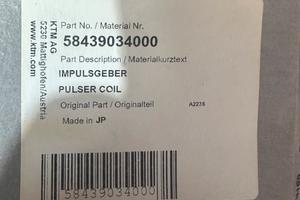 KTM AG
5230 Mattighofen/Austria
www.ktm.com
Part No. / Material Nr.
58439034000
Part Description / Materialkurztext
IMPULSGEBER
PULSER COIL
Original Part / Originalteil
A2236
Made in JP
58439034000